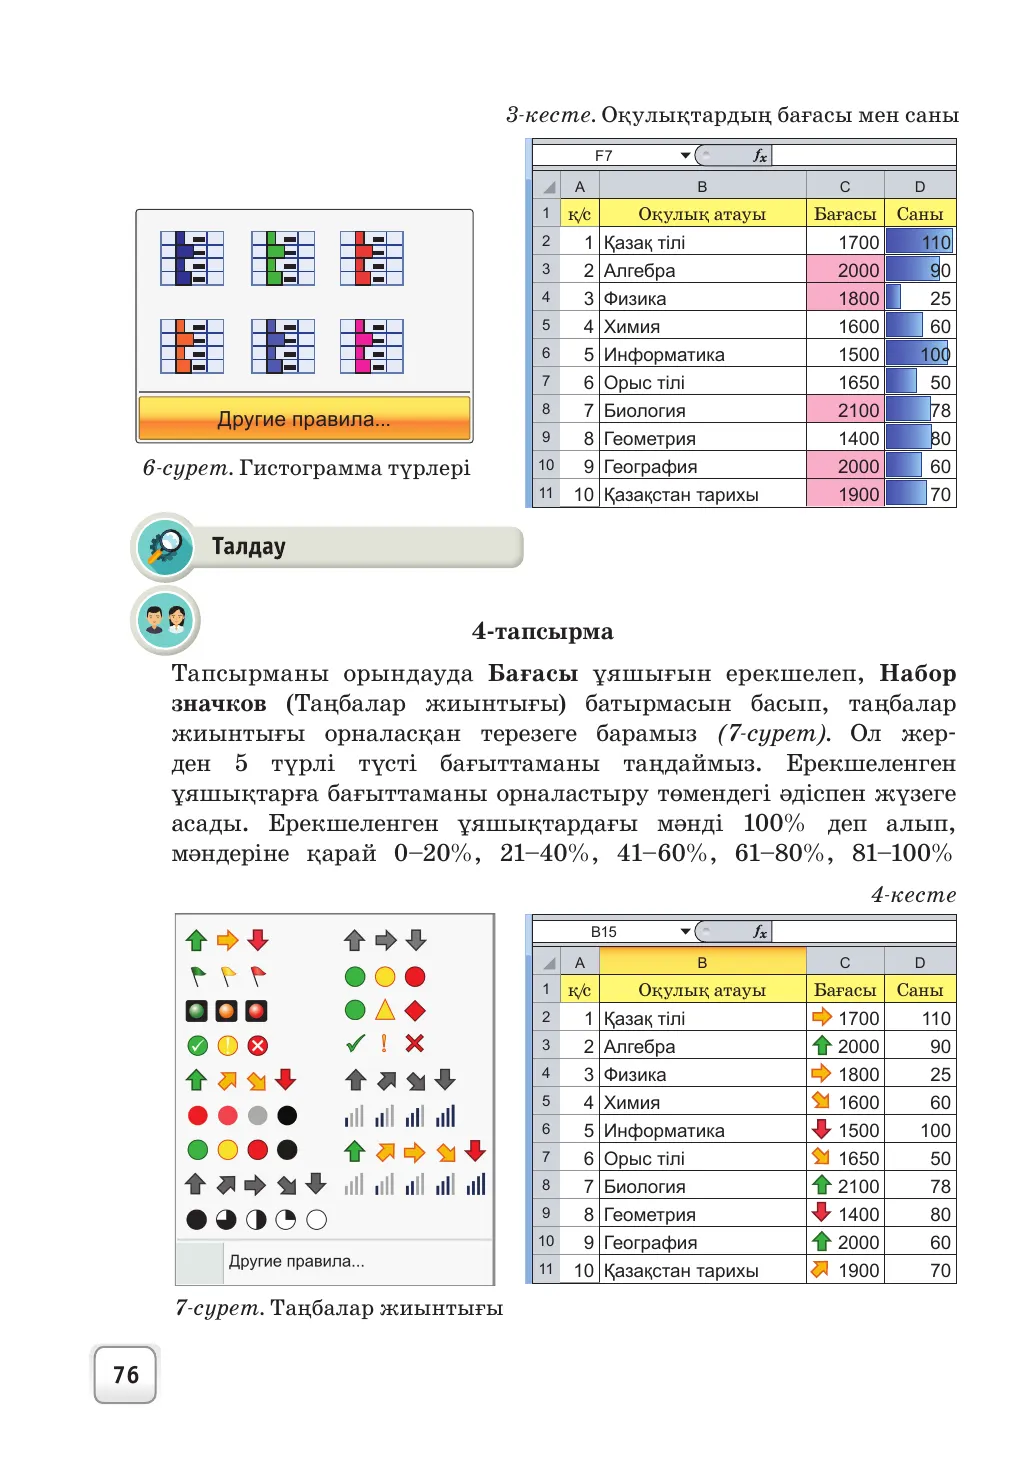 3-кесте. Оқулықтардың бағасы мен саны
F7 fx
A B C D
1 қ/с Оқулық атауы Бағасы Саны
2 1 Қазақ тілі 1700 110
3 2 Алгебра 2000 90
4 3 Физика 1800 25
5 4 Химия 1600 60
6 5 Информатика 1500 100
7 6 Орыс тілі 1650 50
8 7 Биология 2100 78
9 8 Геометрия 1400 80
10 9 География 2000 60
11 10 Қазақстан тарихы 1900 70
Другие правила...
6-сурет. Гистограмма түрлері
Талдау
4-тапсырма
Тапсырманы орындауда Бағасы ұяшығын ерекшелеп, Набор
значков (Таңбалар жиынтығы) батырмасын басып, таңбалар
жиынтығы орналасқан терезеге барамыз (7-сурет). Ол жер-
ден 5 түрлі түсті бағыттаманы таңдаймыз. Ерекшеленген
ұяшықтарға бағыттаманы орналастыру төмендегі әдіспен жүзеге
асады. Ерекшеленген ұяшықтардағы мәнді 100% деп алып,
мәндеріне қарай 0–20%, 21–40%, 41–60%, 61–80%, 81–100%
4-кесте
B15 fx
A B C D
1 қ/с Оқулық атауы Бағасы Саны
2 1 Қазақ тілі 1700 110
3 2 Алгебра 2000 90
4 3 Физика 1800 25
5 4 Химия 1600 60
6 5 Информатика 1500 100
7 6 Орыс тілі 1650 50
8 7 Биология 2100 78
9 8 Геометрия 1400 80
10 9 География 2000 60
11 10 Қазақстан тарихы 1900 70
Другие правила...
7-сурет. Таңбалар жиынтығы
76